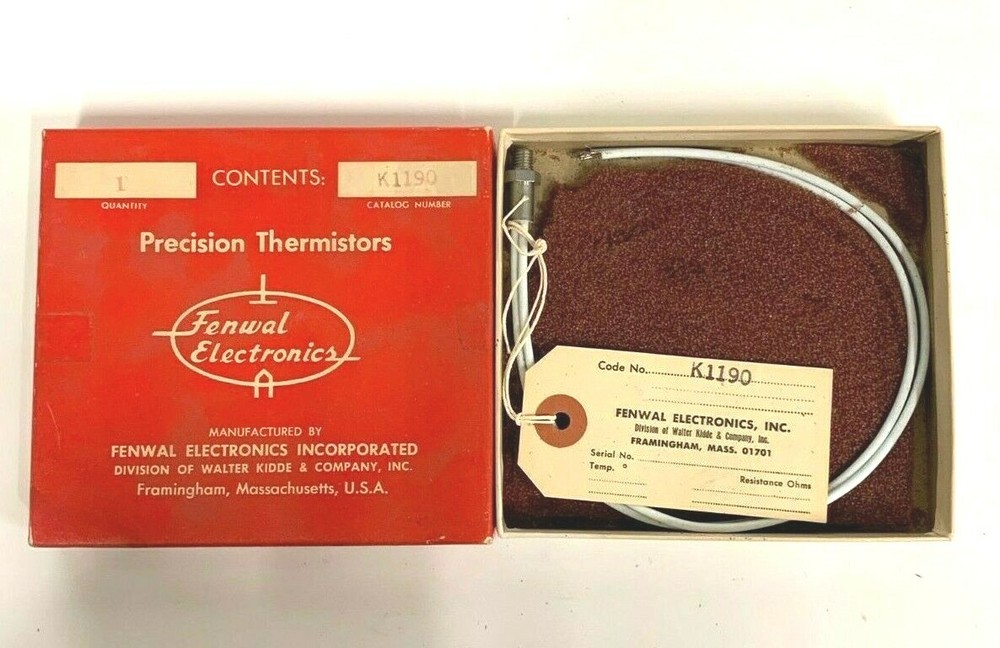 1 CONTENTS: K1190
QUANTITY CATALOG NUMBER
Precision Thermistors
Fenwal
Electronics
MANUFACTURED BY
FENWAL ELECTRONICS INCORPORATED
DIVISION OF WALTER KIDDE & COMPANY, INC.
Framingham, Massachusetts, U.S.A.
Code No. K1190
FENWAL ELECTRONICS, INC.
Division of Walter Kidde & Company, Inc.
FRAMINGHAM, MASS. 01701
Serial No.
Temp. °
Resistance Ohms